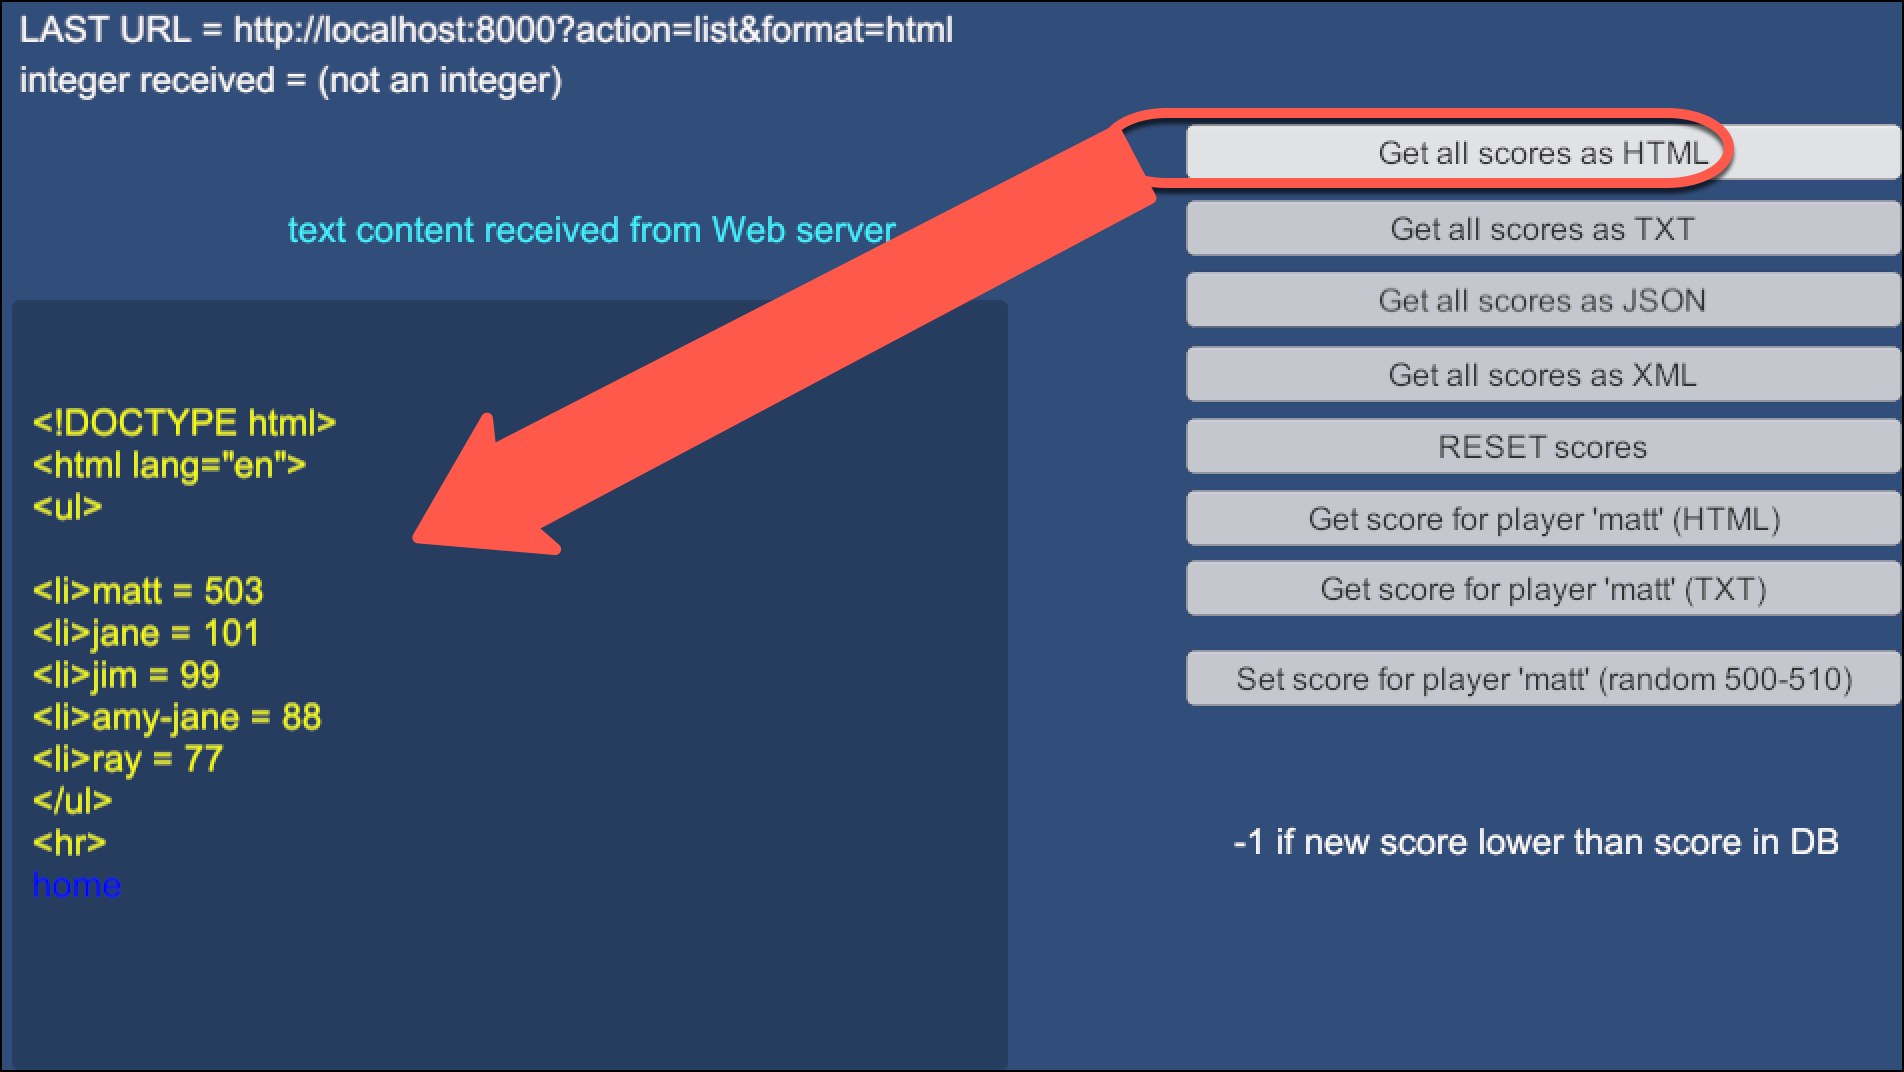 LAST URL = http://localhost:8000?action=list&format=html
integer received = (not an integer)
text content received from Web server
<!DOCTYPE html>
<html lang="en">
<ul>
<li>matt = 503
<li>jane = 101
<li>jim = 99
<li>amy-jane = 88
<li>ray = 77
</ul>
<hr>
home
Get all scores as HTML
Get all scores as TXT
Get all scores as JSON
Get all scores as XML
RESET scores
Get score for player 'matt' (HTML)
Get score for player 'matt' (TXT)
Set score for player 'matt' (random 500-510)
-1 if new score lower than score in DB